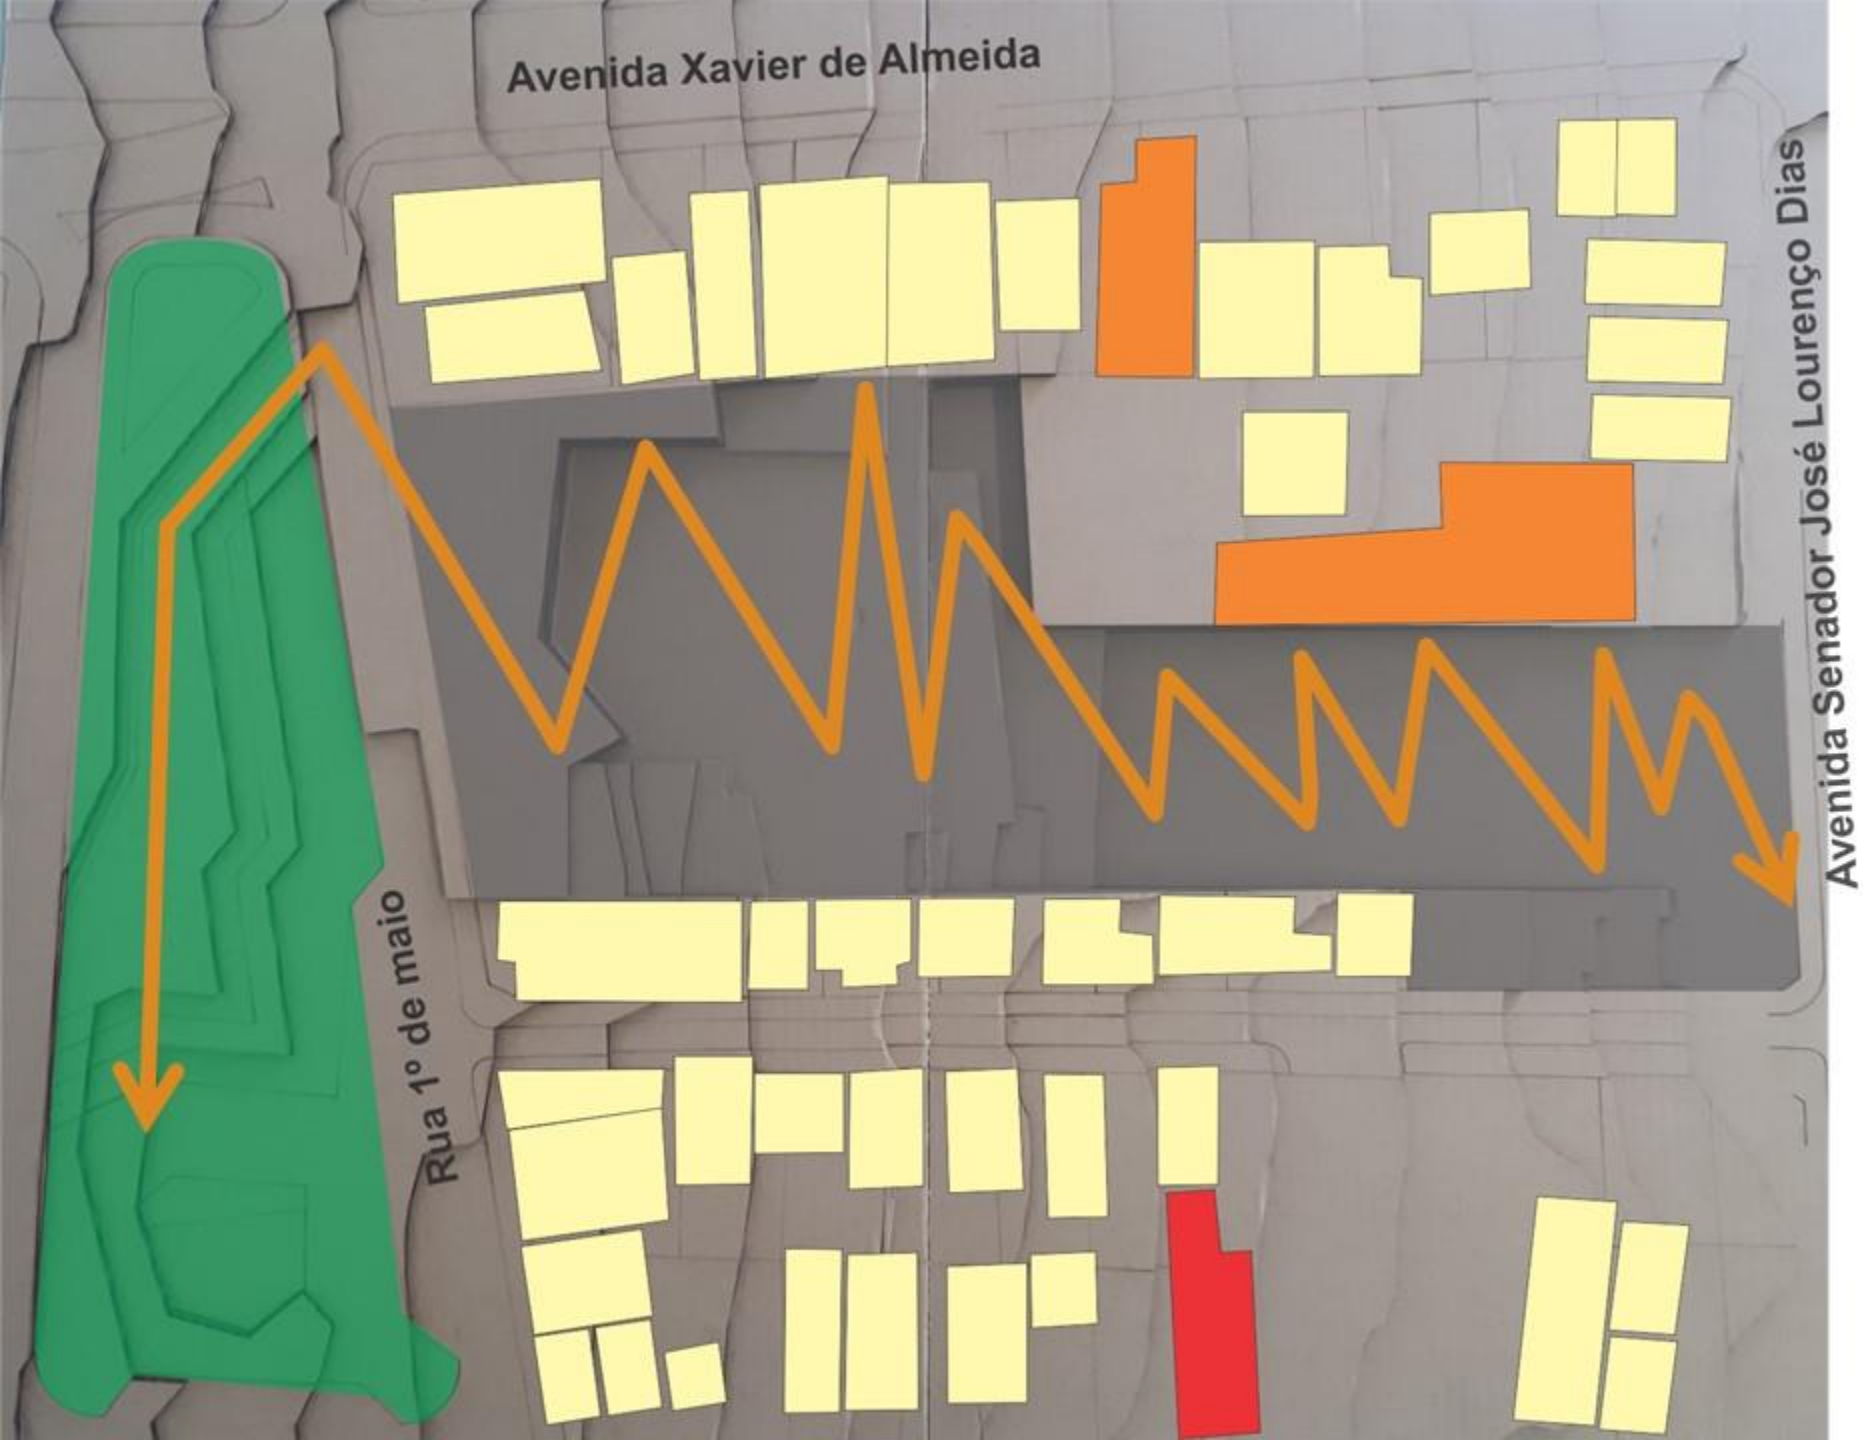 Avenida Xavier de Almeida
Avenida Senador José Lourenço Dias
Rua 1º de maio